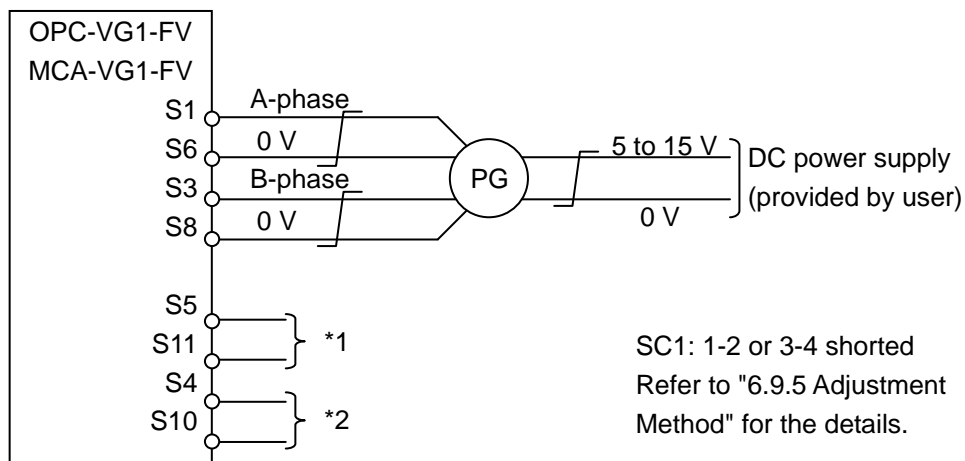 OPC-VG1-FV
MCA-VG1-FV
S1
A-phase
S6
0 V
S3
B-phase
S8
0 V
PG
5 to 15 V
0 V
DC power supply
(provided by user)
S5
S11
*1
S4
S10
*2
SC1: 1-2 or 3-4 shorted
Refer to "6.9.5 Adjustment
Method" for the details.